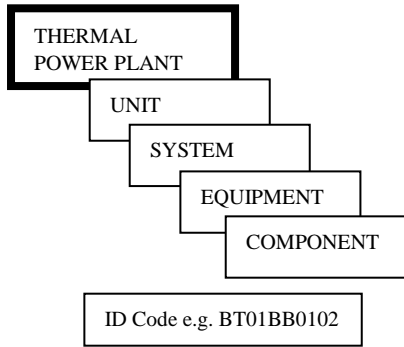 THERMAL
POWER PLANT
UNIT
SYSTEM
EQUIPMENT
COMPONENT
ID Code e.g. BT01BB0102